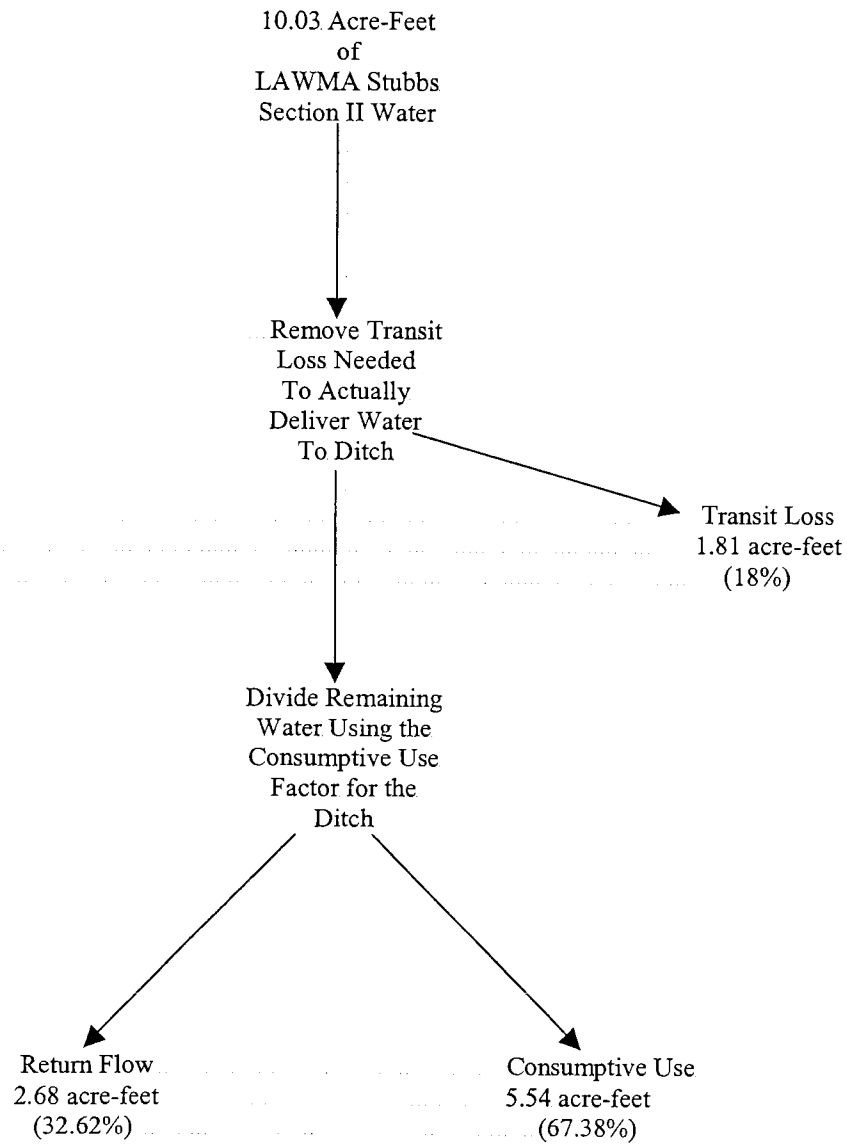 10.03 Acre-Feet
of
LAWMA Stubbs
Section II Water
Remove Transit
Loss Needed
To Actually
Deliver Water
To Ditch
Transit Loss
1.81 acre-feet
(18%)
Divide Remaining
Water Using the
Consumptive Use
Factor for the
Ditch
Return Flow
2.68 acre-feet
(32.62%)
Consumptive Use
5.54 acre-feet
(67.38%)